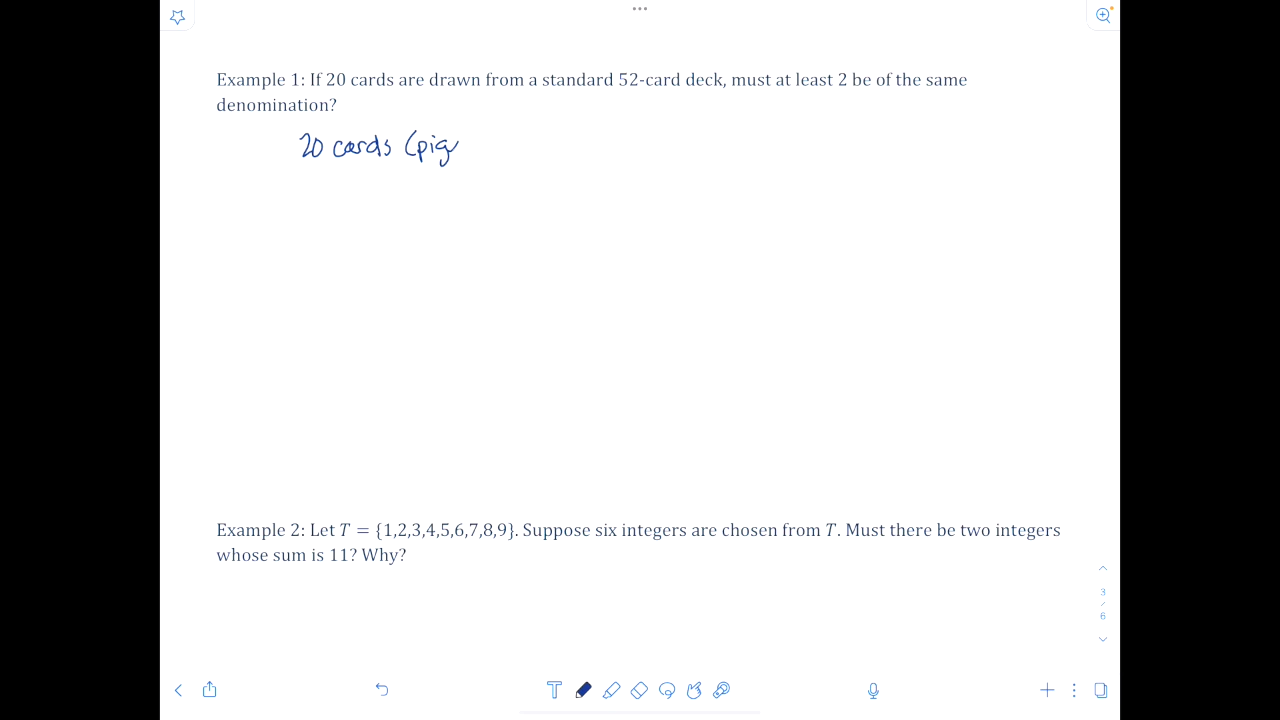 Example 1: If 20 cards are drawn from a standard 52-card deck, must at least 2 be of the same
denomination?
20 cards (pig
Example 2: Let T = {1,2,3,4,5,6,7,8,9}. Suppose six integers are chosen from T. Must there be two integers
whose sum is 11? Why?
3
/
6
T